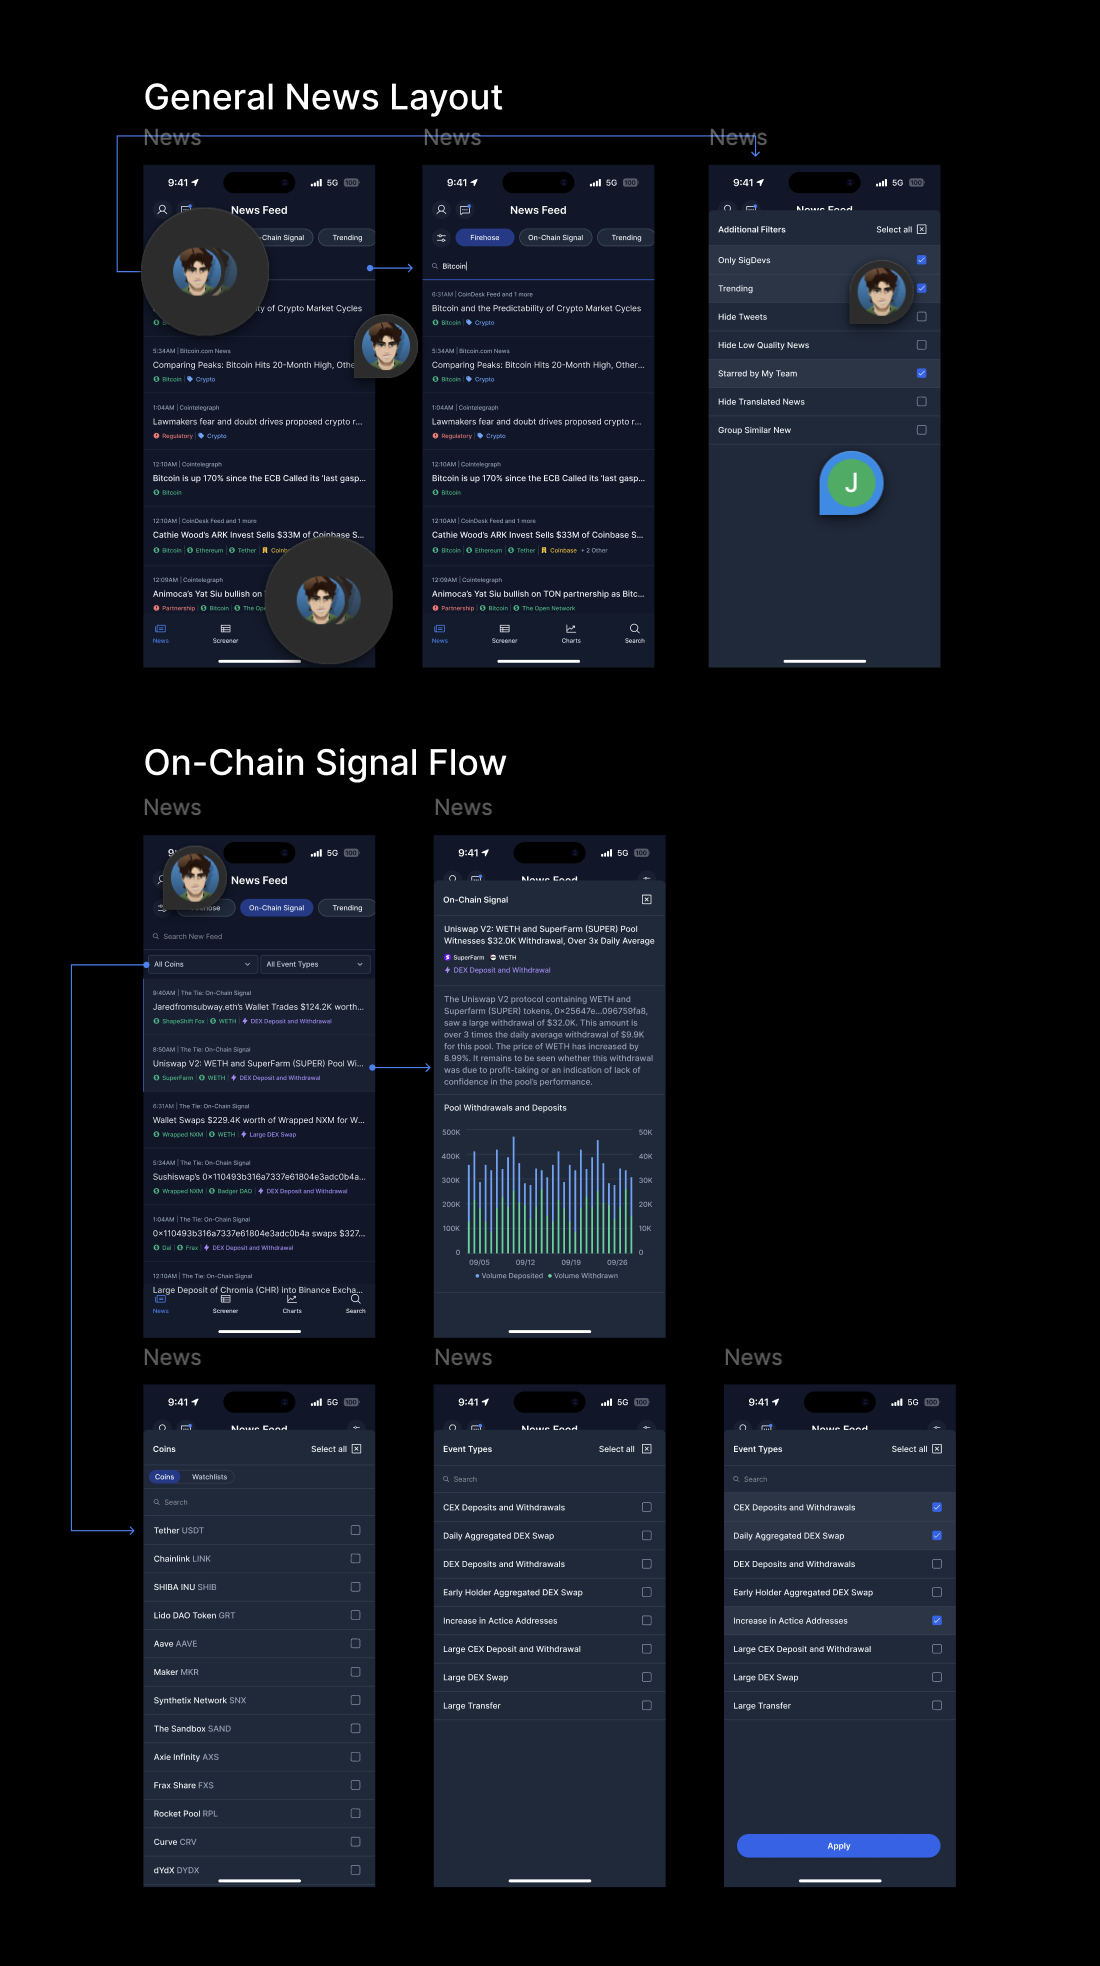 General News Layout
News
News
News
9:41
5G
100
News Feed
-Chain Signal
Trending
ty of Crypto Market Cycles
5:34AM | Bitcoin.com News
Comparing Peaks: Bitcoin Hits 20-Month High, Othe
Bitcoin | Crypto
1:04AM | Cointelegraph
Lawmakers fear and doubt drives proposed crypto r...
Regulatory | Crypto
12:10AM | Cointelegraph
Bitcoin is up 170% since the ECB Called its 'last gasp...
Bitcoin
12:10AM | CoinDesk Feed and 1 more
Cathie Wood's ARK Invest Sells $33M of Coinbase S...
Bitcoin | Ethereum | Tether | Coinb
12:09AM | Cointelegraph
Animoca's Yat Siu bullish on
Partnership | Bitcoin | The Op
News
Screener
9:41
5G
100
News Feed
Firehose
On-Chain Signal
Trending
Bitcoin
6:31AM | CoinDesk Feed and 1 more
Bitcoin and the Predictability of Crypto Market Cycles
Bitcoin | Crypto
5:34AM | Bitcoin.com News
Comparing Peaks: Bitcoin Hits 20-Month High, Other...
Bitcoin | Crypto
1:04AM | Cointelegraph
Lawmakers fear and doubt drives proposed crypto r...
Regulatory | Crypto
12:10AM | Cointelegraph
Bitcoin is up 170% since the ECB Called its 'last gasp...
Bitcoin
12:10AM | CoinDesk Feed and 1 more
Cathie Wood's ARK Invest Sells $33M of Coinbase S...
Bitcoin | Ethereum | Tether | Coinbase + 2 Other
12:09AM | Cointelegraph
Animoca's Yat Siu bullish on TON partnership as Bitc...
Partnership | Bitcoin | The Open Network
News
Screener
Charts
Search
9:41
5G
100
News Feed
Additional Filters
Select all
Only SigDevs
Trending
Hide Tweets
Hide Low Quality News
Starred by My Team
Hide Translated News
Group Similar New
J
On-Chain Signal Flow
News
News
9:
5G
100
News Feed
On-Chain Signal
Trending
Search New Feed
All Coins
All Event Types
9:40AM | The Tie: On-Chain Signal
Jaredfromsubway.eth's Wallet Trades $124.2K worth...
ShapeShift Fox | WETH | DEX Deposit and Withdrawal
8:50AM | The Tie: On-Chain Signal
Uniswap V2: WETH and SuperFarm (SUPER) Pool Wi...
SuperFarm | WETH | DEX Deposit and Withdrawal
6:31AM | The Tie: On-Chain Signal
Wallet Swaps $229.4K worth of Wrapped NXM for W...
Wrapped NXM | WETH | Large DEX Swap
5:34AM | The Tie: On-Chain Signal
Sushiswap's 0x110493b316a7337e61804e3adc0b4a...
Wrapped NXM | Badger DAO | DEX Deposit and Withdrawal
1:04AM | The Tie: On-Chain Signal
0x110493b316a7337e61804e3adc0b4a swaps $327...
Dai | Frax | DEX Deposit and Withdrawal
12:10AM | The Tie: On-Chain Signal
Large Deposit of Chromia (CHR) into Binance Excha...
News
Screener
Charts
Search
9:41
5G
100
News Feed
On-Chain Signal
Uniswap V2: WETH and SuperFarm (SUPER) Pool
Witnesses $32.0K Withdrawal, Over 3x Daily Average
SuperFarm WETH
DEX Deposit and Withdrawal
The Uniswap V2 protocol containing WETH and
Superfarm (SUPER) tokens, 0x25647e...096759fa8,
saw a large withdrawal of $32.0K. This amount is
over 3 times the daily average withdrawal of $9.9K
for this pool. The price of WETH has increased by
8.99%. It remains to be seen whether this withdrawal
was due to profit-taking or an indication of lack of
confidence in the pool's performance.
Pool Withdrawals and Deposits
500K 50K
400K 40K
300K 30K
200K 20K
100K 10K
0 0
09/05 09/12 09/19 09/26
Volume Deposited Volume Withdrawn
News
News
News
9:41
5G
100
News Feed
Coins
Select all
Coins
Watchlists
Search
Tether USDT
Chainlink LINK
SHIBA INU SHIB
Lido DAO Token GRT
Aave AAVE
Maker MKR
Synthetix Network SNX
The Sandbox SAND
Axie Infinity AXS
Frax Share FXS
Rocket Pool RPL
Curve CRV
dYdX DYDX
9:41
5G
100
News Feed
Event Types
Select all
Search
CEX Deposits and Withdrawals
Daily Aggregated DEX Swap
DEX Deposits and Withdrawals
Early Holder Aggregated DEX Swap
Increase in Actice Addresses
Large CEX Deposit and Withdrawal
Large DEX Swap
Large Transfer
9:41
5G
100
News Feed
Event Types
Select all
Search
CEX Deposits and Withdrawals
Daily Aggregated DEX Swap
DEX Deposits and Withdrawals
Early Holder Aggregated DEX Swap
Increase in Actice Addresses
Large CEX Deposit and Withdrawal
Large DEX Swap
Large Transfer
Apply